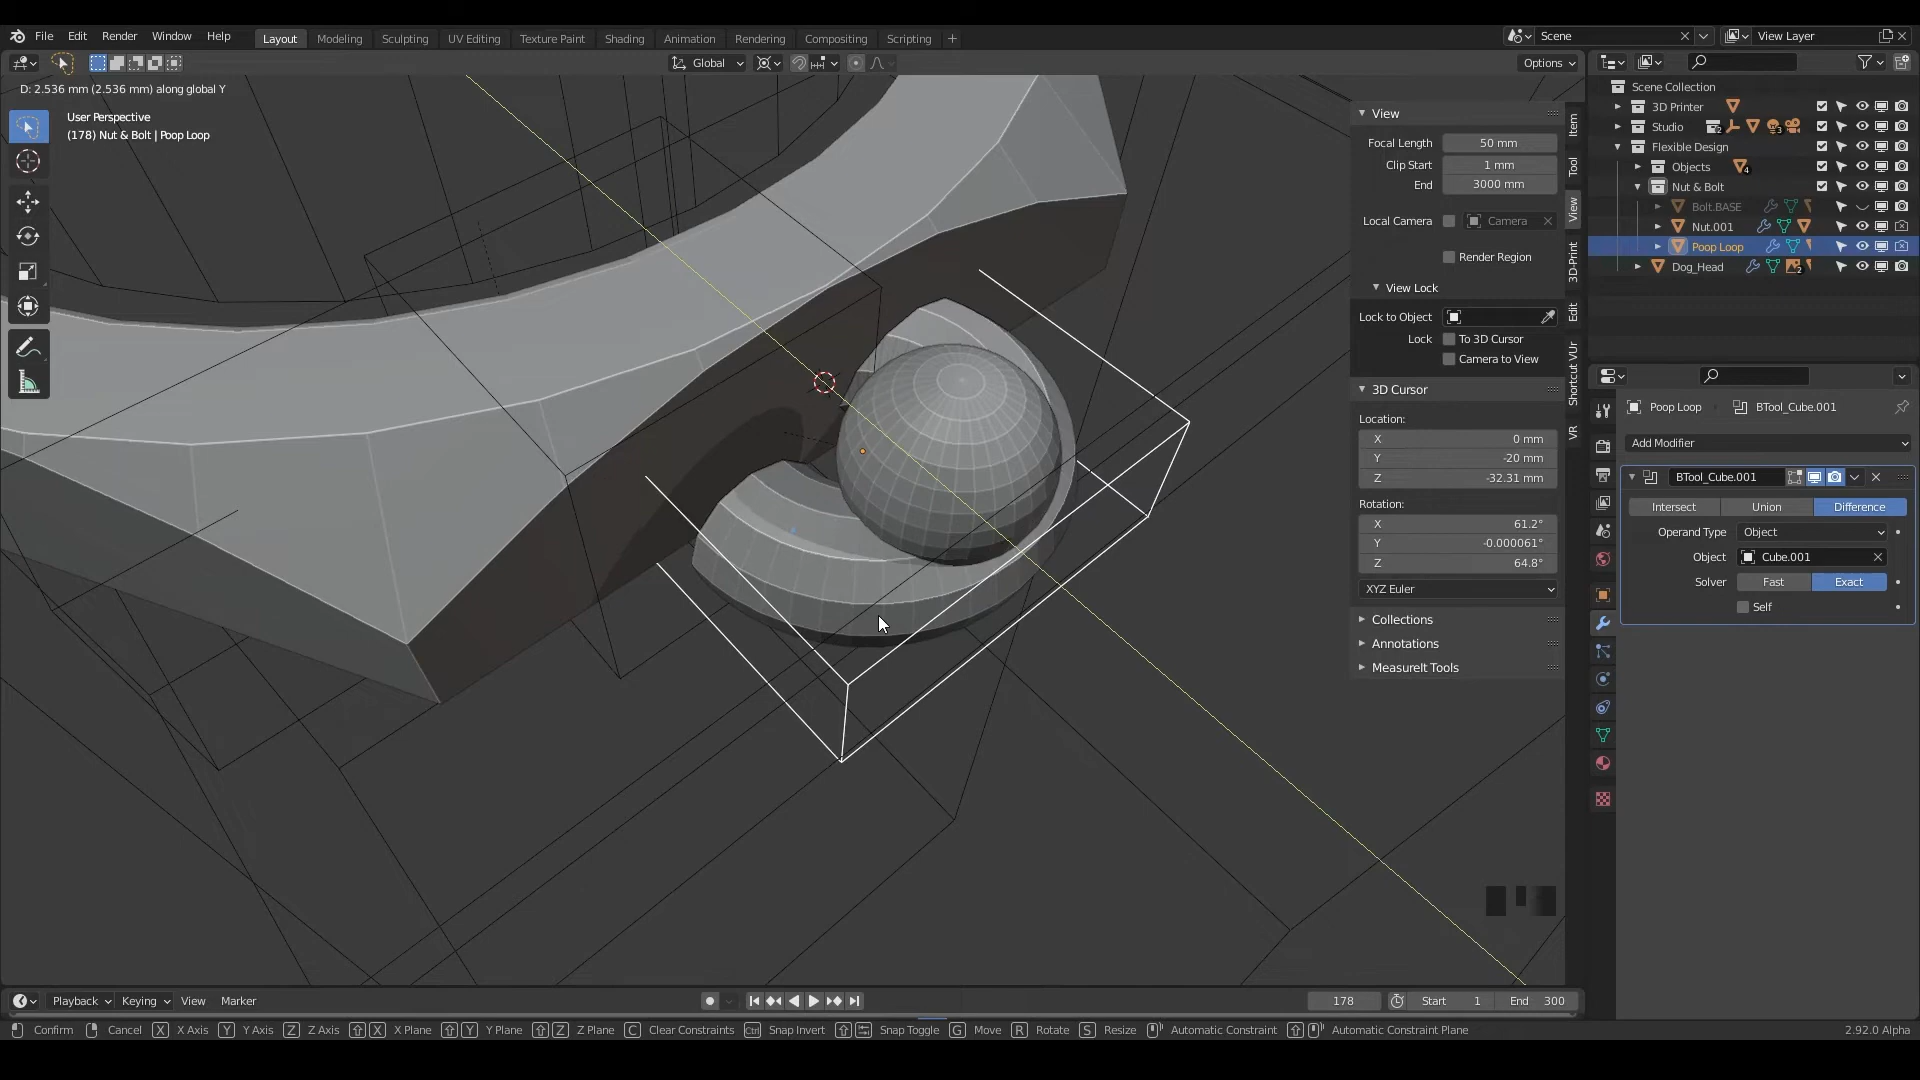 File Edit Render Window Help
Layout Modeling Sculpting UV Editing Texture Paint Shading Animation Rendering Compositing Scripting +
Scene
View Layer
Global
Options
D: 2.536 mm (2.536 mm) along global Y
User Perspective
(178) Nut & Bolt | Poop Loop
View
Focal Length 50 mm
Clip Start 1 mm
End 3000 mm
Local Camera Camera
Render Region
View Lock
Lock to Object
Lock To 3D Cursor
Camera to View
3D Cursor
Location:
X 0 mm
Y -20 mm
Z -32.31 mm
Rotation:
X 61.2°
Y -0.000061°
Z 64.8°
XYZ Euler
Collections
Annotations
MeasureIt Tools
Item
Tool
View
3D-Print
Edit
Shortcut VUr
VR
Scene Collection
3D Printer
Studio 2 3
Flexible Design
Objects 4
Nut & Bolt
Bolt.BASE
Nut.001
Poop Loop
Dog_Head 2
Poop Loop BTool_Cube.001
Add Modifier
BTool_Cube.001
Intersect Union Difference
Operand Type Object
Object Cube.001
Solver Fast Exact
Self
Playback Keying View Marker
178 Start 1 End 300
Confirm Cancel X X Axis Y Y Axis Z Z Axis X X Plane Y Y Plane Z Z Plane C Clear Constraints Ctrl Snap Invert Snap Toggle G Move R Rotate S Resize Automatic Constraint Automatic Constraint Plane
2.92.0 Alpha